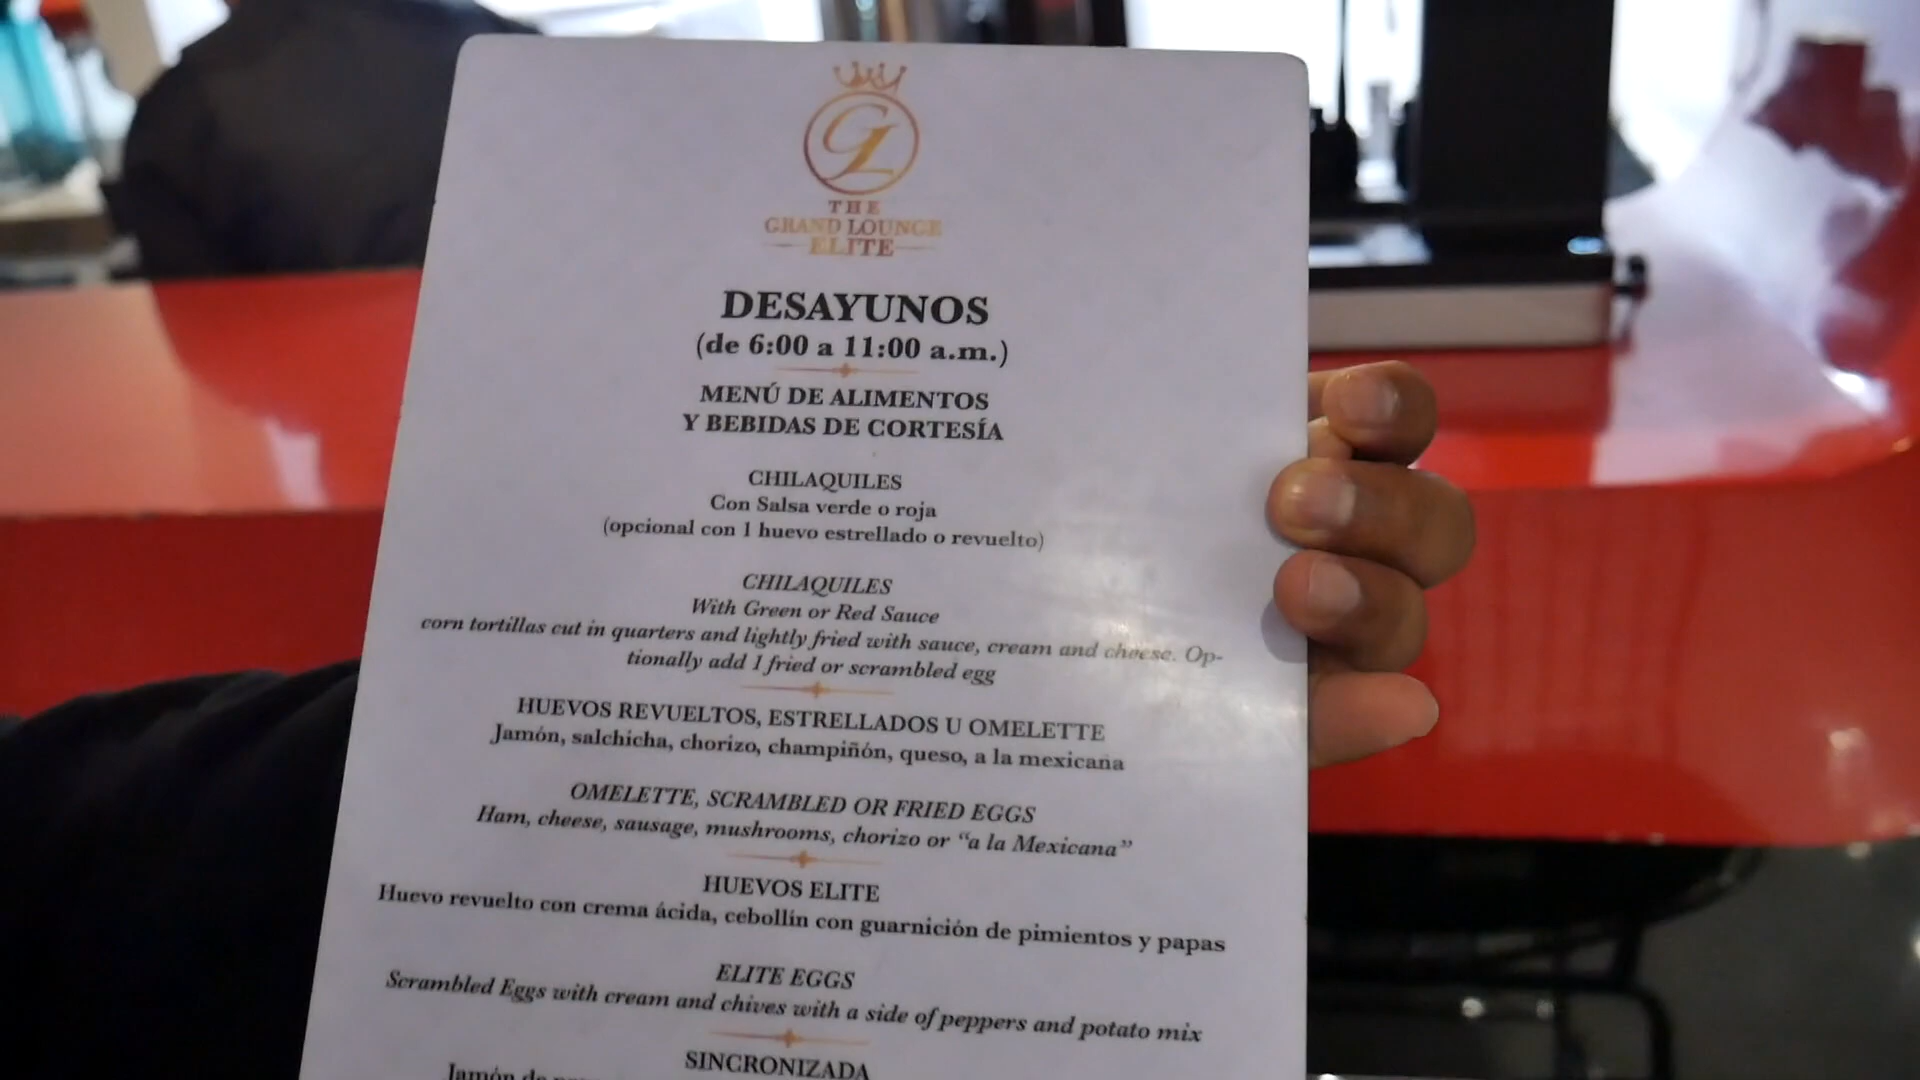 GL
THE
GRAND LOUNGE
ELITE
DESAYUNOS
(de 6:00 a 11:00 a.m.)
MENÚ DE ALIMENTOS
Y BEBIDAS DE CORTESÍA
CHILAQUILES
Con Salsa verde o roja
(opcional con 1 huevo estrellado o revuelto)
CHILAQUILES
With Green or Red Sauce
corn tortillas cut in quarters and lightly fried with sauce, cream and cheese. Op-
tionally add 1 fried or scrambled egg
HUEVOS REVUELTOS, ESTRELLADOS U OMELETTE
Jamón, salchicha, chorizo, champiñón, queso, a la mexicana
OMELETTE, SCRAMBLED OR FRIED EGGS
Ham, cheese, sausage, mushrooms, chorizo or “a la Mexicana”
HUEVOS ELITE
Huevo revuelto con crema ácida, cebollín con guarnición de pimientos y papas
ELITE EGGS
Scrambled Eggs with cream and chives with a side of peppers and potato mix
SINCRONIZADA
Jamón de